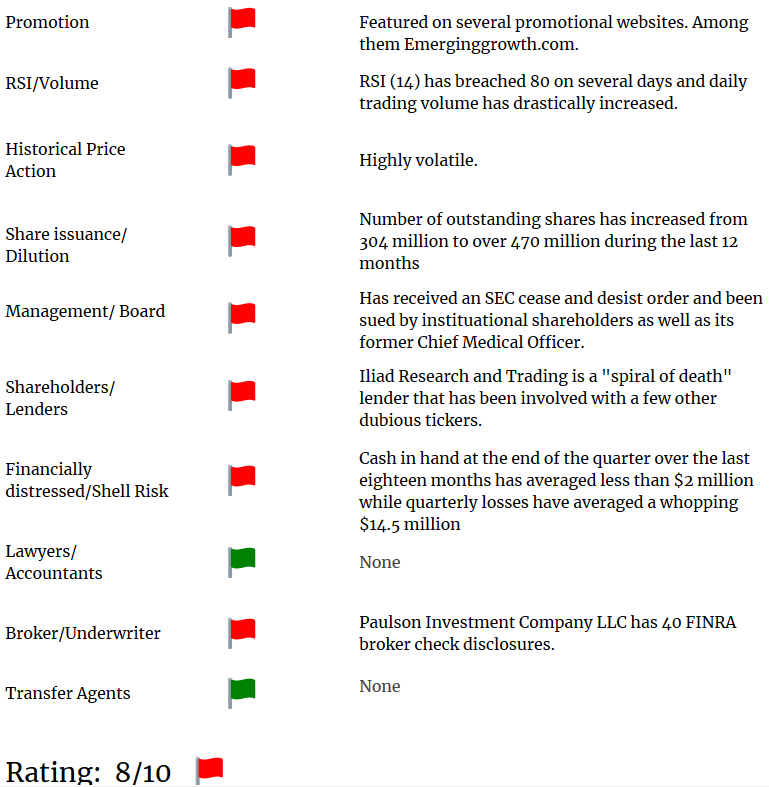 Promotion
Featured on several promotional websites. Among
them Emerginggrowth.com.
RSI/Volume
RSI (14) has breached 80 on several days and daily
trading volume has drastically increased.
Historical Price
Action
Highly volatile.
Share issuance/
Dilution
Number of outstanding shares has increased from
304 million to over 470 million during the last 12
months
Management/ Board
Has received an SEC cease and desist order and been
sued by instituational shareholders as well as its
former Chief Medical Officer.
Shareholders/
Lenders
Iliad Research and Trading is a "spiral of death"
lender that has been involved with a few other
dubious tickers.
Financially
distressed/Shell Risk
Cash in hand at the end of the quarter over the last
eighteen months has averaged less than $2 million
while quarterly losses have averaged a whopping
$14.5 million
Lawyers/
Accountants
None
Broker/Underwriter
Paulson Investment Company LLC has 40 FINRA
broker check disclosures.
Transfer Agents
None
Rating: 8/10